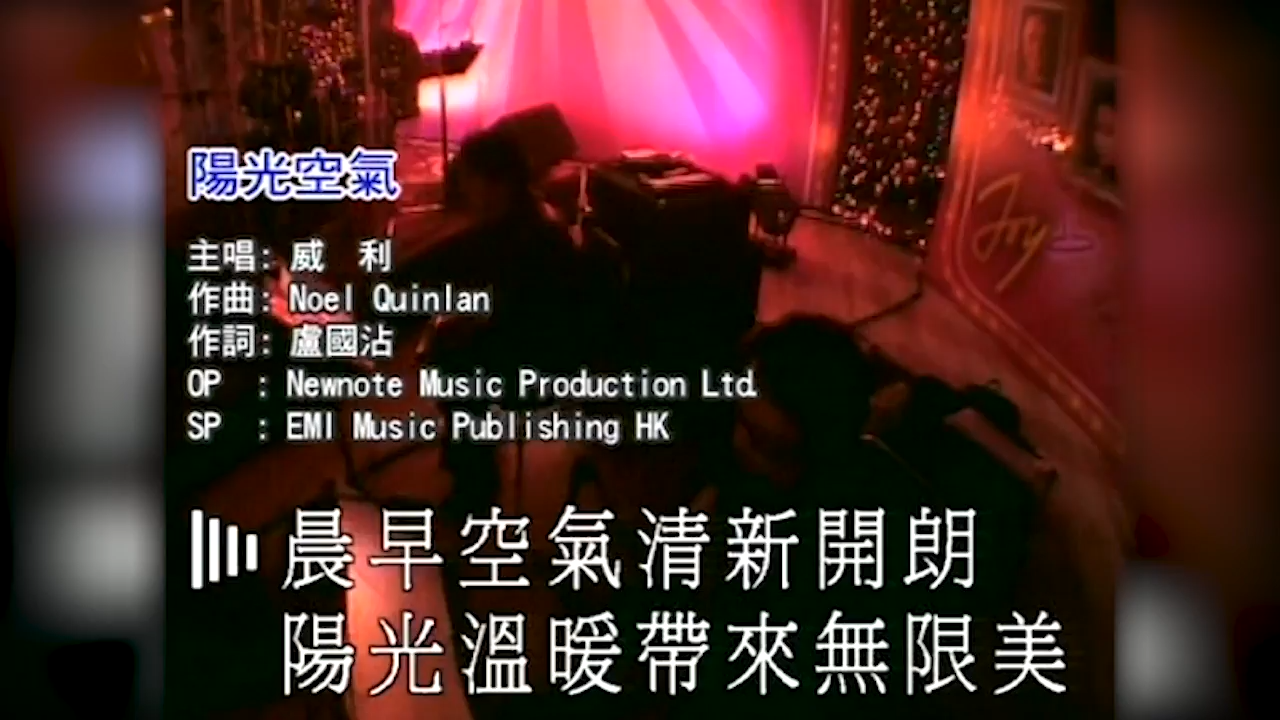 陽光空氣
Joy
主唱: 威　利
作曲: Noel Quinlan
作詞: 盧國沾
OP : Newnote Music Production Ltd.
SP : EMI Music Publishing HK
晨早空氣清新開朗
陽光溫暖帶來無限美